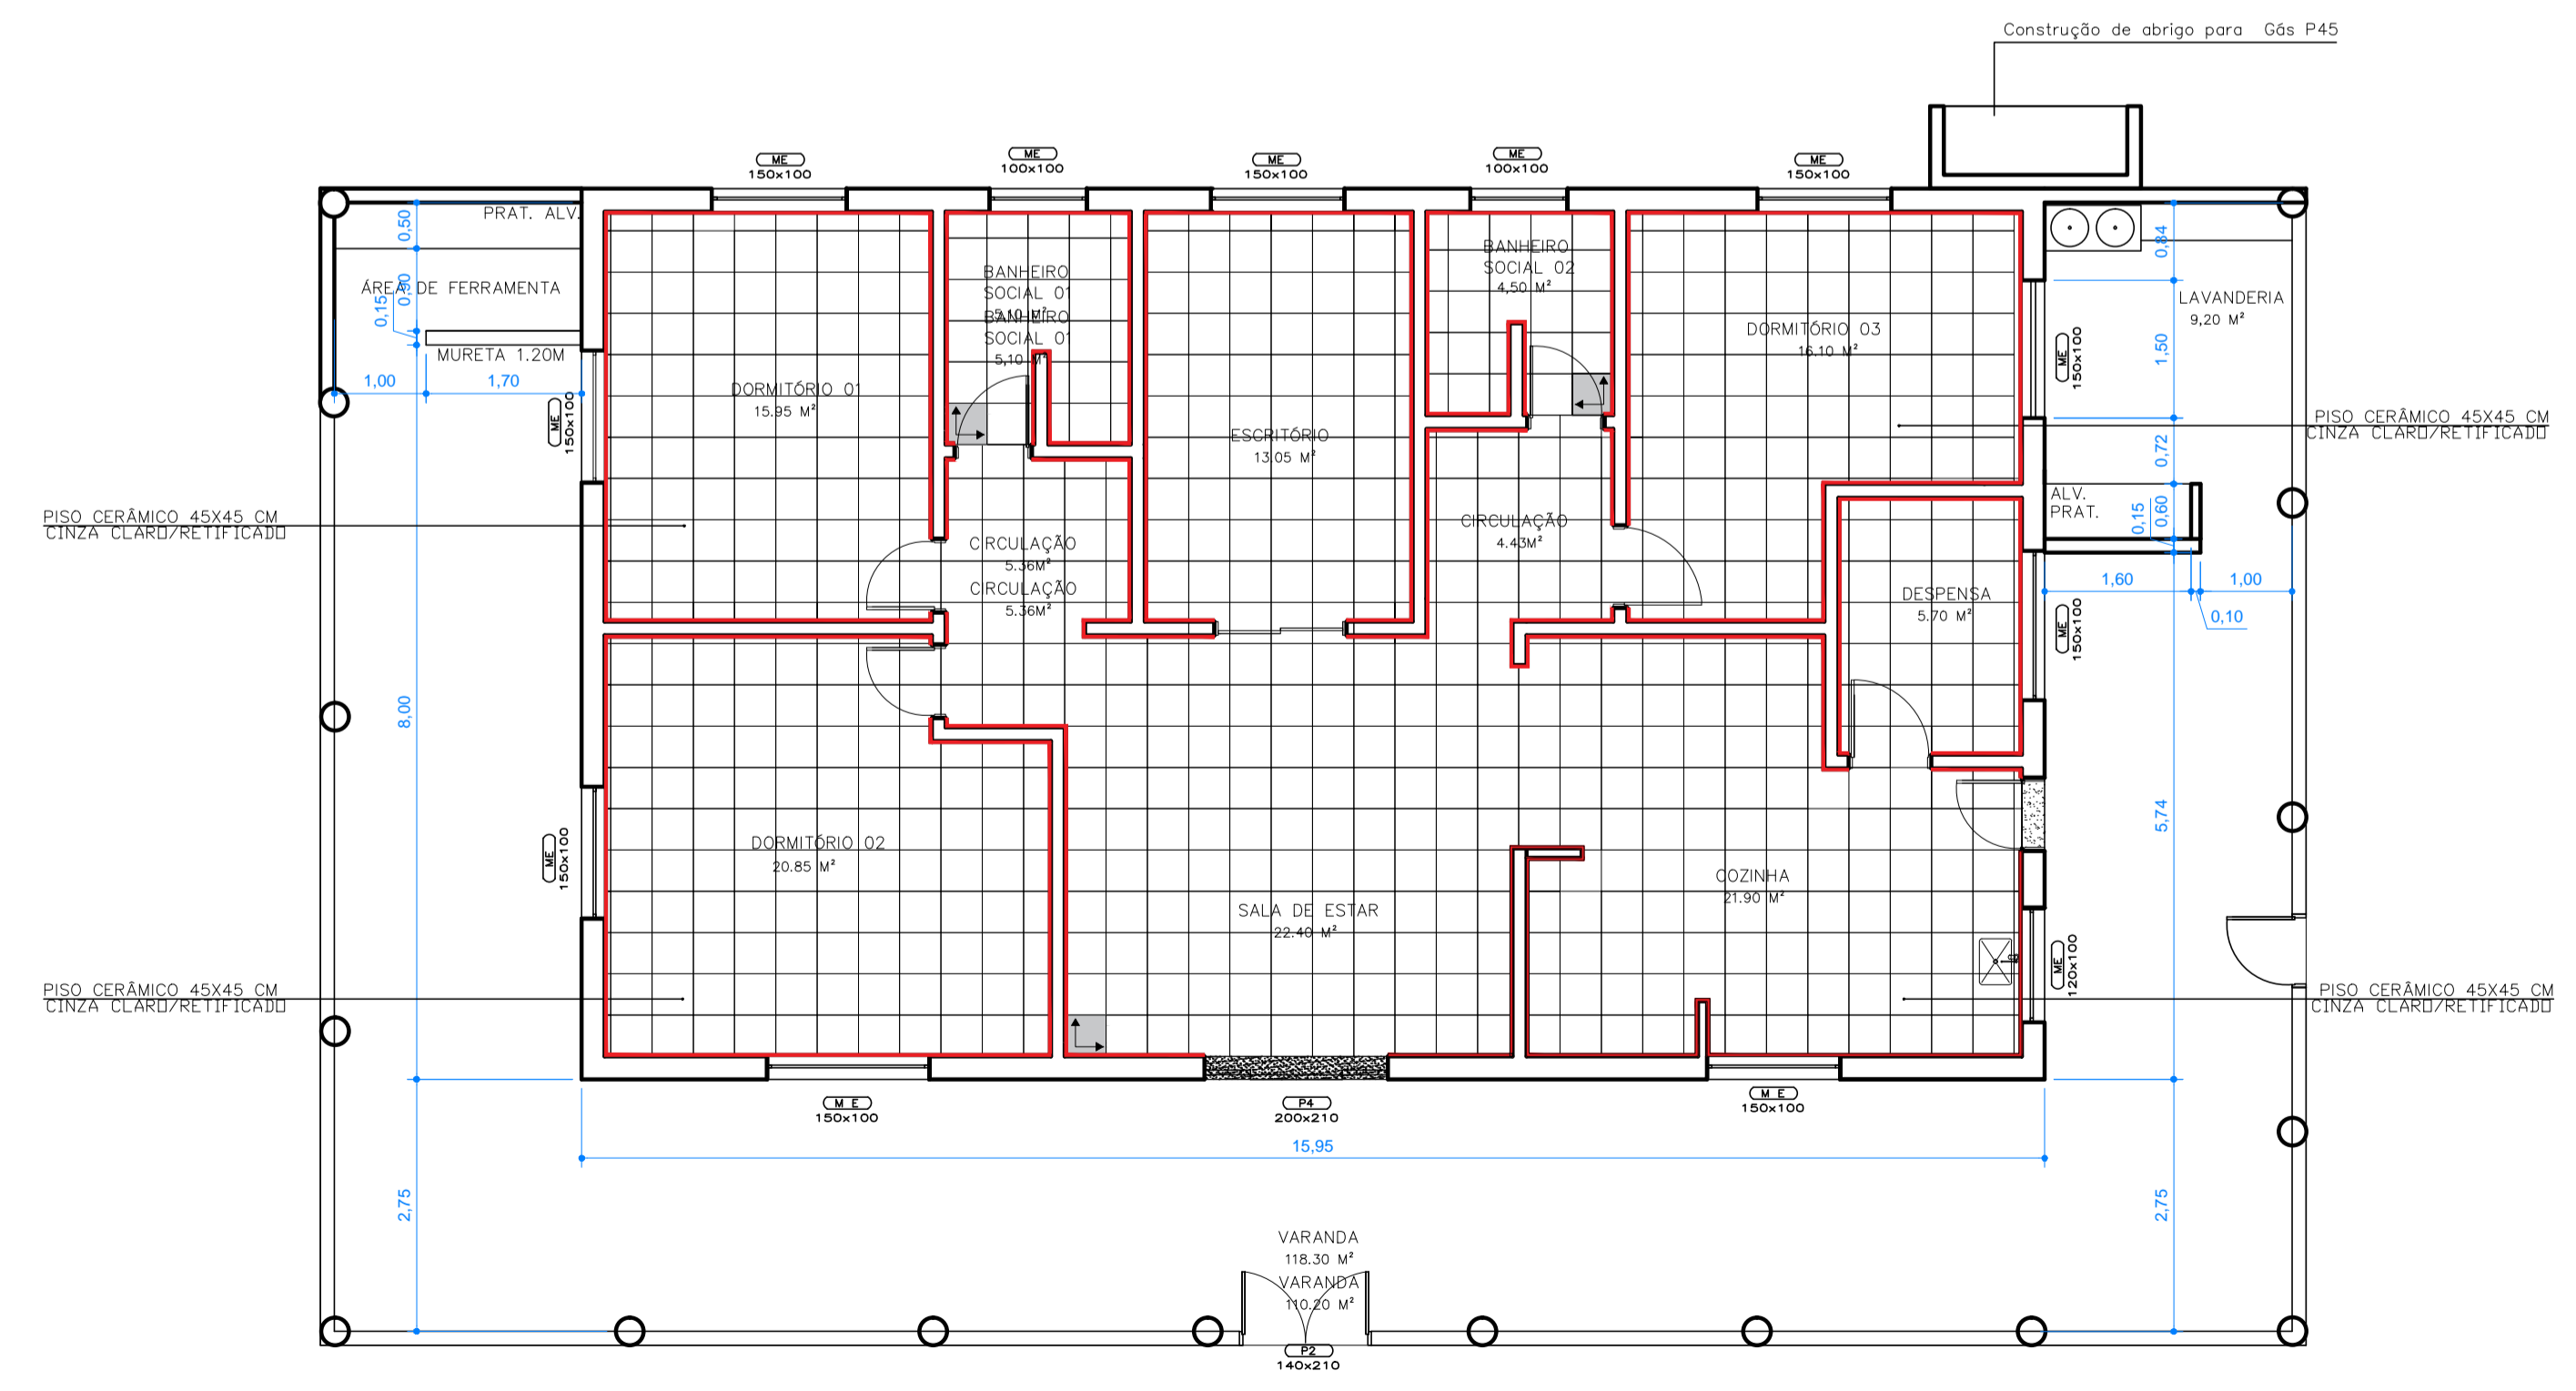 Construção de abrigo para  Gás P45
ME
150x100
ME
100x100
ME
150x100
ME
100x100
ME
150x100
PRAT. ALV.
0,50
ÁREA DE FERRAMENTA
0,90
0,15
MURETA 1.20M
1,00
1,70
ME
150x100
DORMITÓRIO 01
15.95 M²
BANHEIRO
SOCIAL 01
5,10 M²
BANHEIRO
SOCIAL 01
5,10 M²
ESCRITÓRIO
13.05 M²
BANHEIRO
SOCIAL 02
4,50 M²
DORMITÓRIO 03
16.10 M²
LAVANDERIA
9,20 M²
0,84
1,50
0,72
ME
150x100
PISO CERÂMICO 45X45 CM
CINZA CLARO/RETIFICADO
PISO CERÂMICO 45X45 CM
CINZA CLARO/RETIFICADO
CIRCULAÇÃO
5.36M²
CIRCULAÇÃO
5.36M²
CIRCULAÇÃO
4.43M²
ALV.
PRAT.
0,15
0,60
1,60
1,00
0,10
DESPENSA
5.70 M²
ME
150x100
8,00
5,74
DORMITÓRIO 02
20.85 M²
ME
150x100
SALA DE ESTAR
22.40 M²
COZINHA
21.90 M²
ME
120x100
PISO CERÂMICO 45X45 CM
CINZA CLARO/RETIFICADO
PISO CERÂMICO 45X45 CM
CINZA CLARO/RETIFICADO
M E
150x100
P4
200x210
M E
150x100
15,95
2,75
2,75
VARANDA
118.30 M²
VARANDA
110.20 M²
P2
140x210